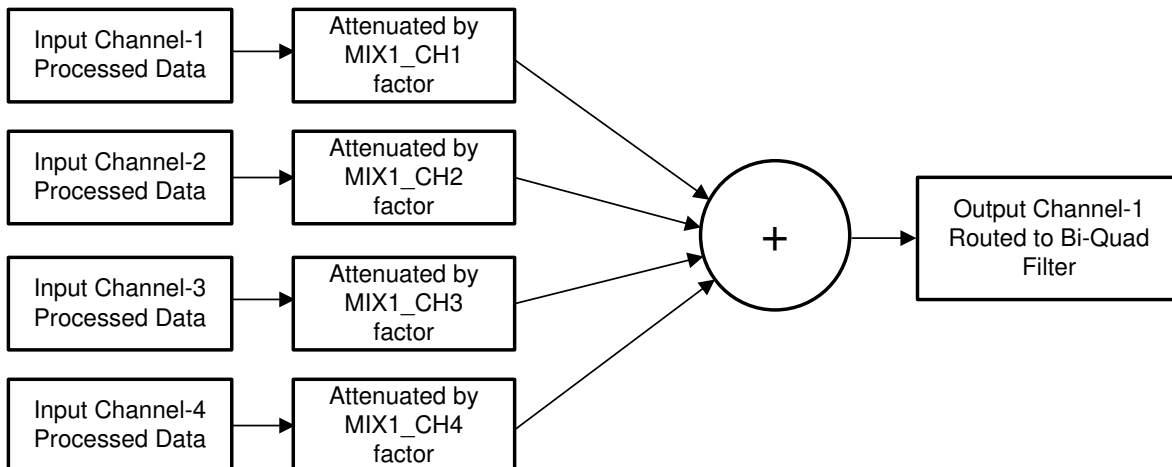 Input Channel-1
Processed Data
Attenuated by
MIX1_CH1
factor
Input Channel-2
Processed Data
Attenuated by
MIX1_CH2
factor
Input Channel-3
Processed Data
Attenuated by
MIX1_CH3
factor
Input Channel-4
Processed Data
Attenuated by
MIX1_CH4
factor
+
Output Channel-1
Routed to Bi-Quad
Filter